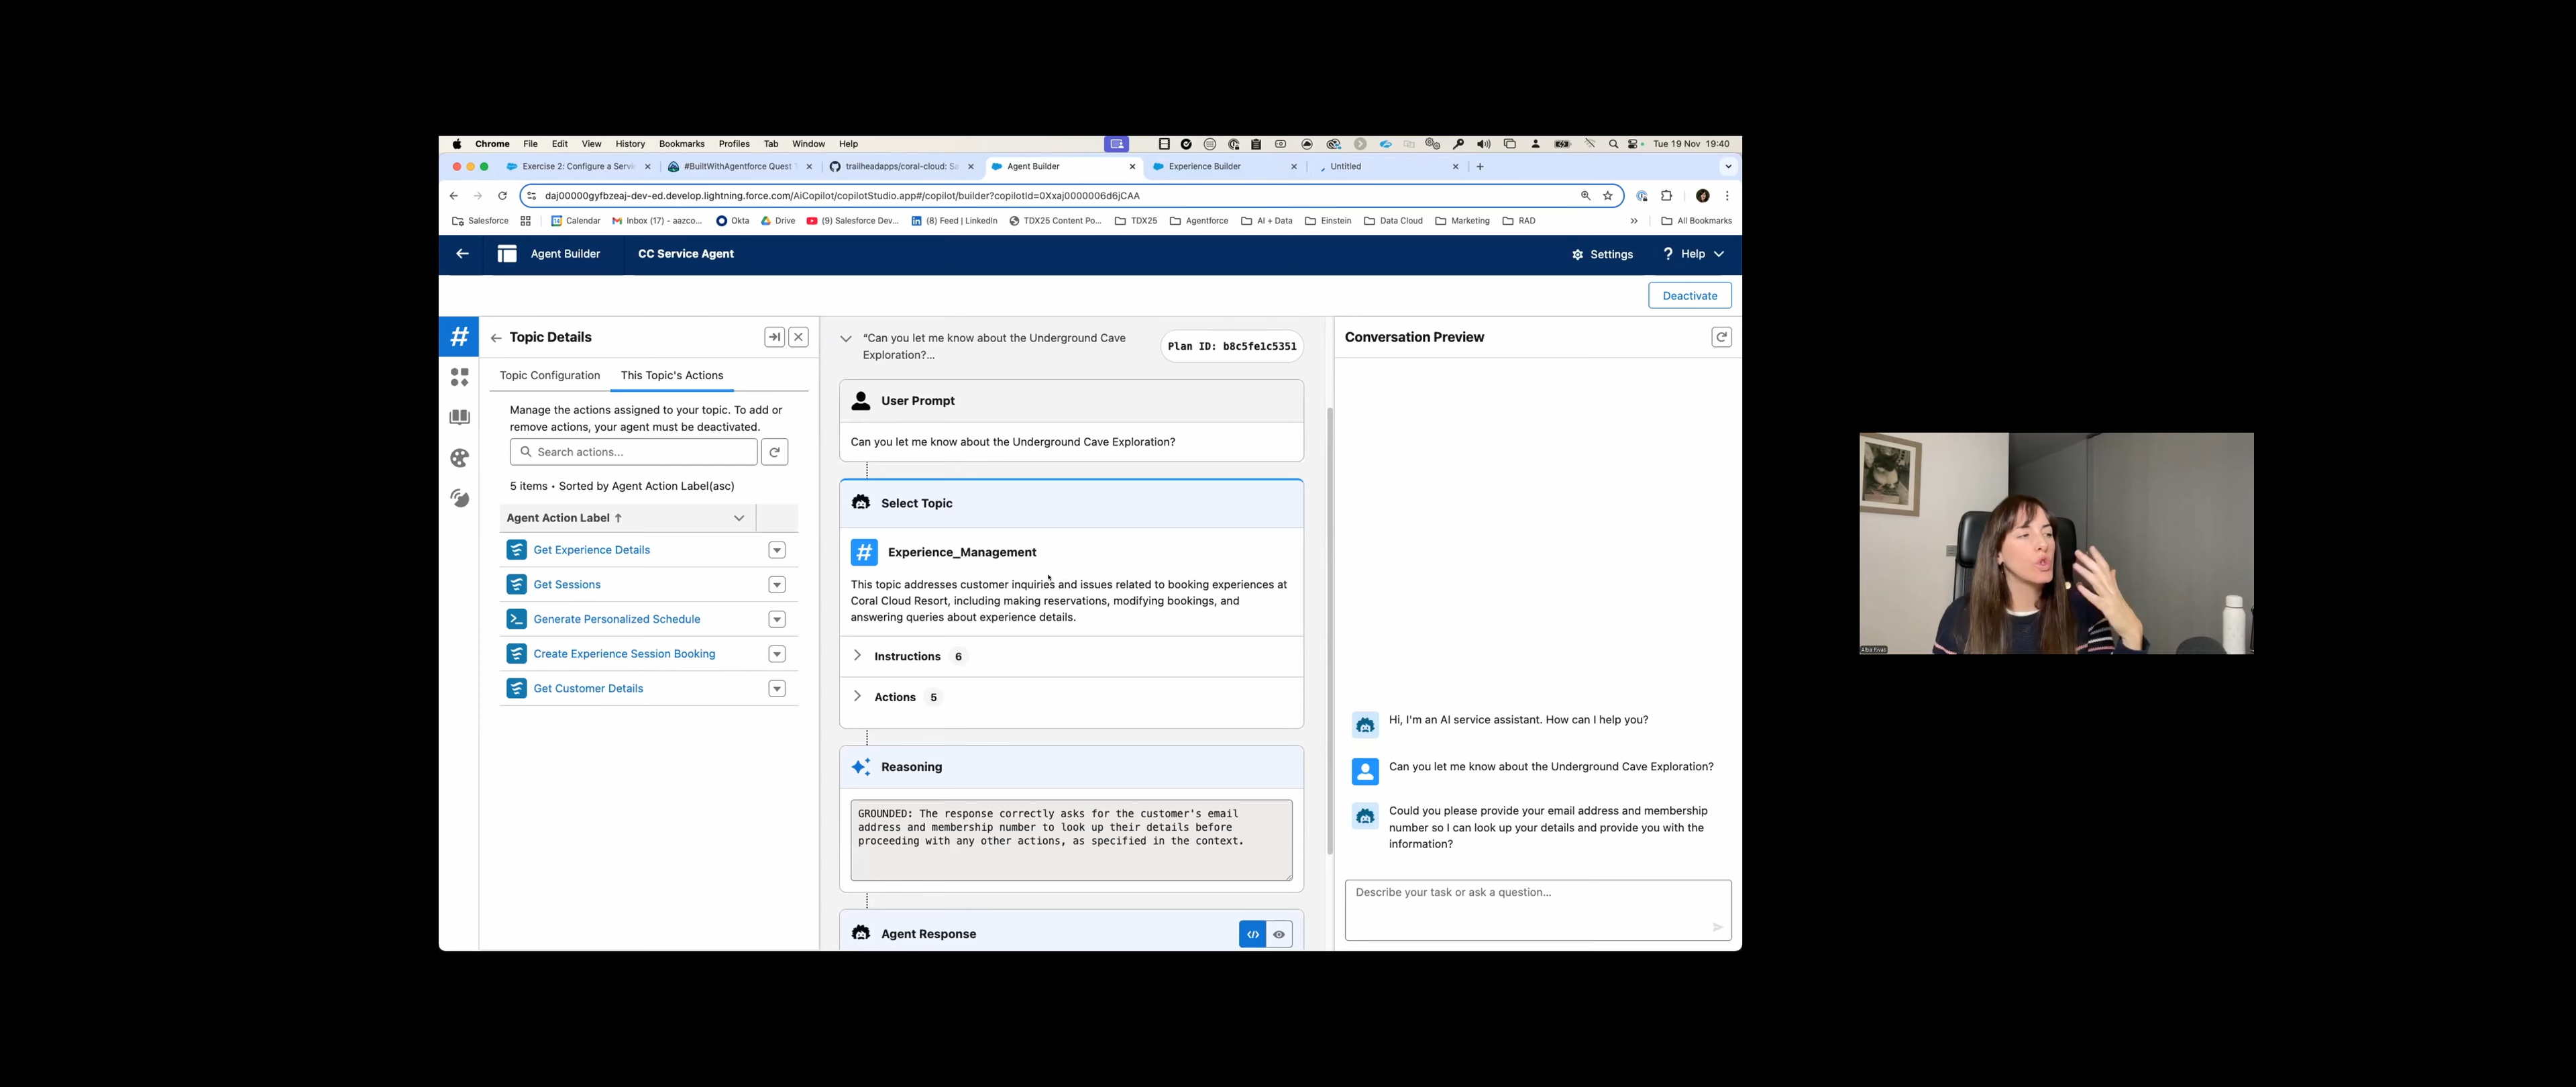 Chrome File Edit View History Bookmarks Profiles Tab Window Help
Tue 19 Nov 19:40
Exercise 2: Configure a Servic
#BuiltWithAgentforce Quest
trailheadapps/coral-cloud: Sa
Agent Builder
Experience Builder
Untitled
daj00000gyfbzeaj-dev-ed.develop.lightning.force.com/AiCopilot/copilotStudio.app#/copilot/builder?copilotId=0Xxaj0000006d6jCAA
Salesforce
Calendar
Inbox (17) - aazco...
Okta
Drive
(9) Salesforce Dev...
(8) Feed | LinkedIn
TDX25 Content Po...
TDX25
Agentforce
AI + Data
Einstein
Data Cloud
Marketing
RAD
All Bookmarks
Agent Builder
CC Service Agent
Settings
Help
Deactivate
Topic Details
Topic Configuration
This Topic's Actions
Manage the actions assigned to your topic. To add or
remove actions, your agent must be deactivated.
Search actions...
5 items • Sorted by Agent Action Label(asc)
Agent Action Label
Get Experience Details
Get Sessions
Generate Personalized Schedule
Create Experience Session Booking
Get Customer Details
"Can you let me know about the Underground Cave
Exploration?...
Plan ID: b8c5fe1c5351
User Prompt
Can you let me know about the Underground Cave Exploration?
Select Topic
Experience_Management
This topic addresses customer inquiries and issues related to booking experiences at
Coral Cloud Resort, including making reservations, modifying bookings, and
answering queries about experience details.
Instructions 6
Actions 5
Reasoning
GROUNDED: The response correctly asks for the customer's email
address and membership number to look up their details before
proceeding with any other actions, as specified in the context.
Agent Response
Conversation Preview
Hi, I'm an AI service assistant. How can I help you?
Can you let me know about the Underground Cave Exploration?
Could you please provide your email address and membership
number so I can look up your details and provide you with the
information?
Describe your task or ask a question...
Alba Rivas